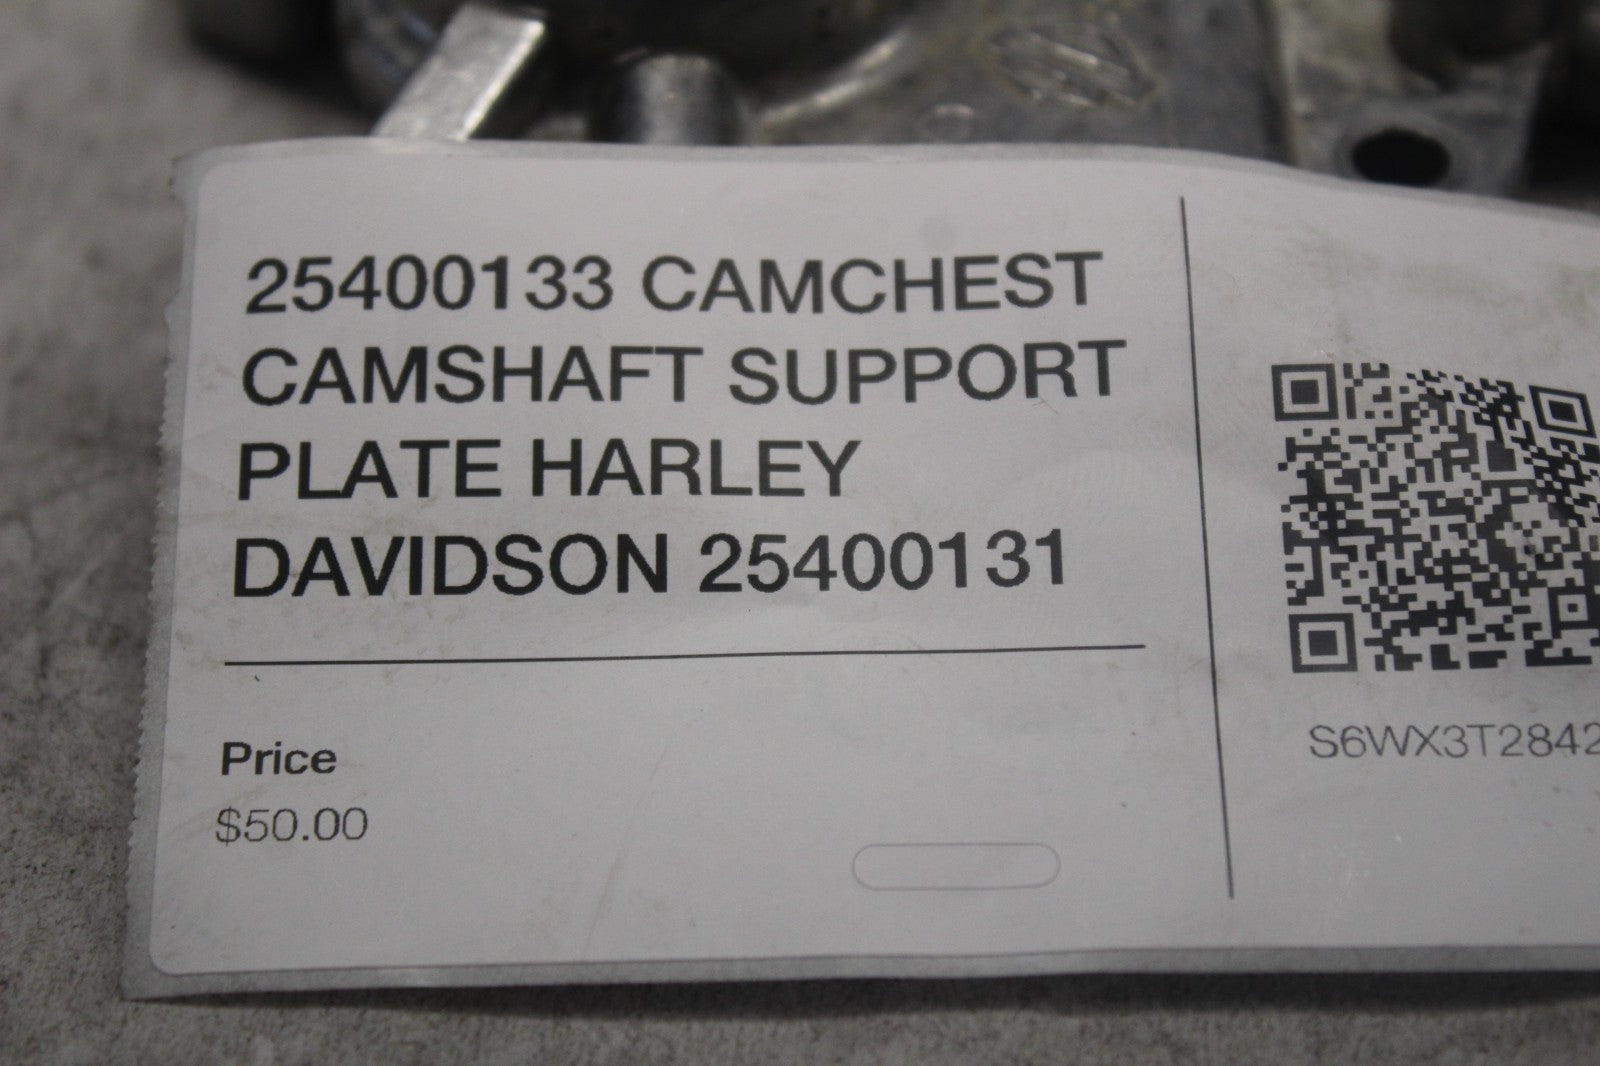 25400133 CAMCHEST
CAMSHAFT SUPPORT
PLATE HARLEY
DAVIDSON 25400131
Price
$50.00
S6WX3T2842